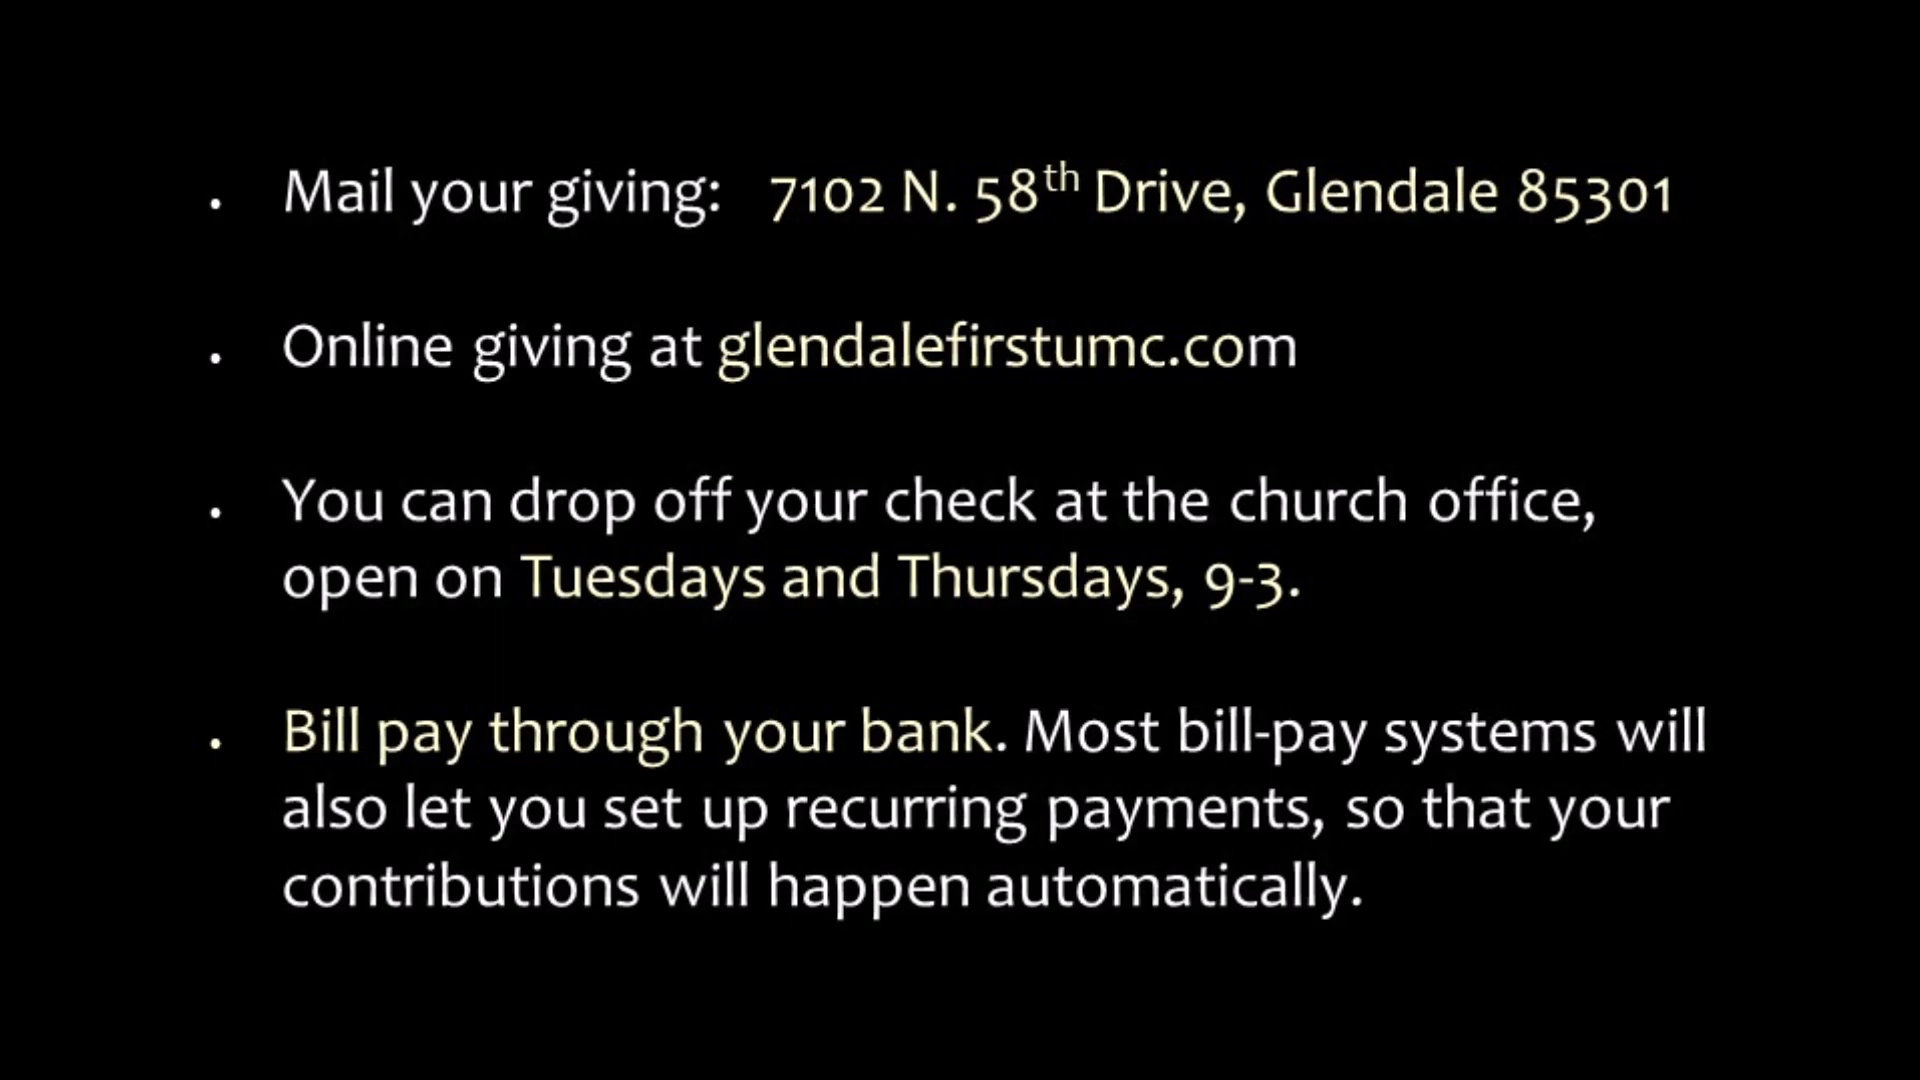 • Mail your giving: 7102 N. 58th Drive, Glendale 85301
• Online giving at glendalefirstumc.com
• You can drop off your check at the church office,
open on Tuesdays and Thursdays, 9-3.
• Bill pay through your bank. Most bill-pay systems will
also let you set up recurring payments, so that your
contributions will happen automatically.